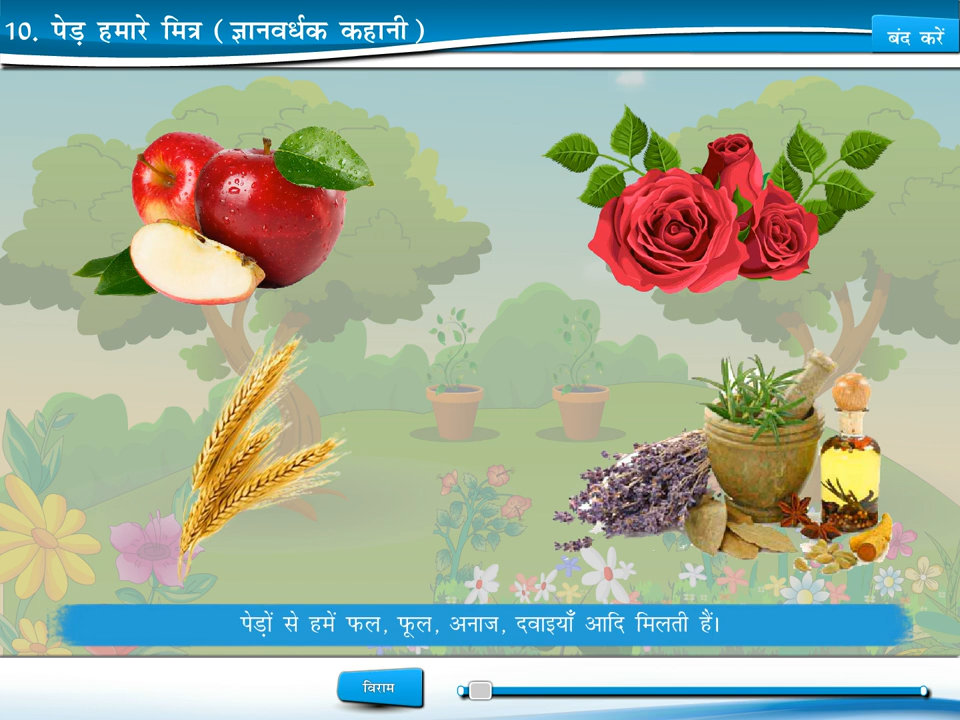 10. पेड़ हमारे मित्र ( ज्ञानवर्धक कहानी )
बंद करें
पेड़ों से हमें फल, फूल, अनाज, दवाइयाँ आदि मिलती हैं।
विराम